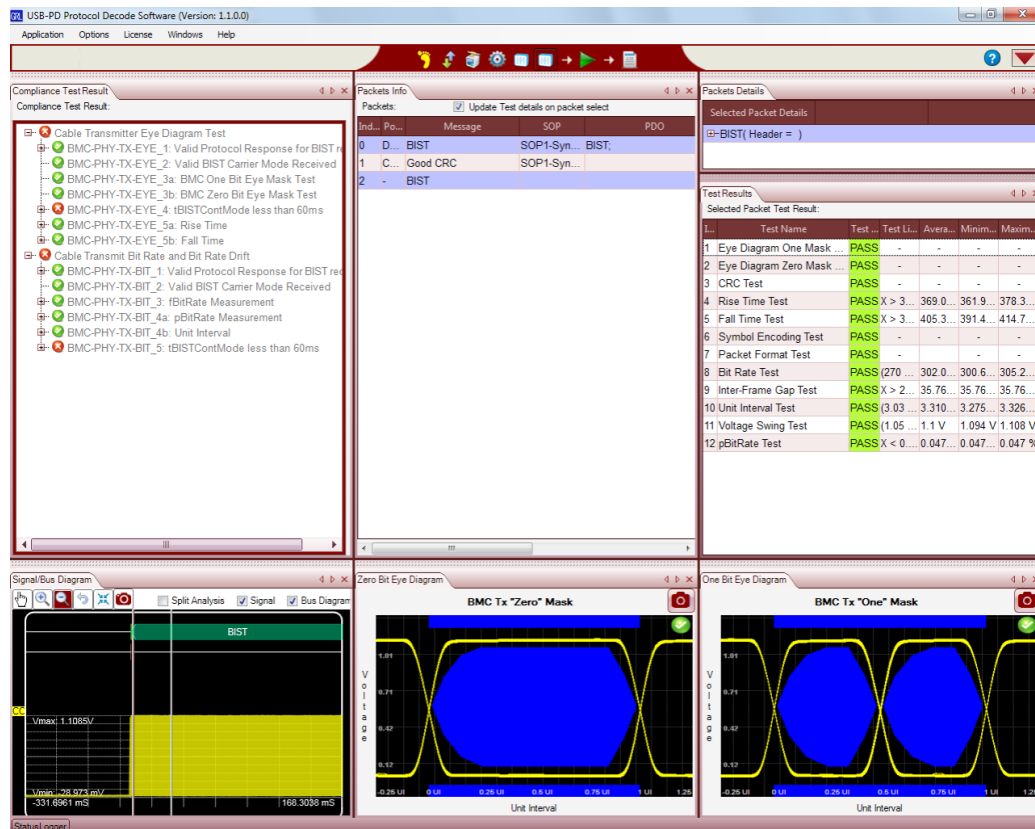 GRL USB-PD Protocol Decode Software (Version: 1.1.0.0)
Application Options License Windows Help
Compliance Test Result
Compliance Test Result:
Cable Transmitter Eye Diagram Test
BMC-PHY-TX-EYE_1: Valid Protocol Response for BIST re
BMC-PHY-TX-EYE_2: Valid BIST Carrier Mode Received
BMC-PHY-TX-EYE_3a: BMC One Bit Eye Mask Test
BMC-PHY-TX-EYE_3b: BMC Zero Bit Eye Mask Test
BMC-PHY-TX-EYE_4: tBISTContMode less than 60ms
BMC-PHY-TX-EYE_5a: Rise Time
BMC-PHY-TX-EYE_5b: Fall Time
Cable Transmit Bit Rate and Bit Rate Drift
BMC-PHY-TX-BIT_1: Valid Protocol Response for BIST req
BMC-PHY-TX-BIT_2: Valid BIST Carrier Mode Received
BMC-PHY-TX-BIT_3: fBitRate Measurement
BMC-PHY-TX-BIT_4a: pBitRate Measurement
BMC-PHY-TX-BIT_4b: Unit Interval
BMC-PHY-TX-BIT_5: tBISTContMode less than 60ms
Packets Info
Packets: Update Test details on packet select
Ind... Po... Message SOP PDO
0 D... BIST SOP1-Syn... BIST;
1 C... Good CRC SOP1-Syn...
2 - BIST
Packets Details
Selected Packet Details
BIST( Header = )
Test Results
Selected Packet Test Result:
I... Test Name Test ... Test Li... Avera... Minim... Maxim...
1 Eye Diagram One Mask ... PASS - - - -
2 Eye Diagram Zero Mask ... PASS - - - -
3 CRC Test PASS - - - -
4 Rise Time Test PASS X > 3... 369.0... 361.9... 378.3...
5 Fall Time Test PASS X > 3... 405.3... 391.4... 414.7...
6 Symbol Encoding Test PASS - - - -
7 Packet Format Test PASS - - - -
8 Bit Rate Test PASS (270 ... 302.0... 300.6... 305.2...
9 Inter-Frame Gap Test PASS X > 2... 35.76... 35.76... 35.76...
10 Unit Interval Test PASS (3.03 ... 3.310... 3.275... 3.326...
11 Voltage Swing Test PASS (1.05 ... 1.1 V 1.094 V 1.108 V
12 pBitRate Test PASS X < 0.... 0.047... 0.047... 0.047 %
Signal/Bus Diagram
Split Analysis Signal Bus Diagram
BIST
CC
Vmax: 1.1085V
Vmin: -28.973 mV
-331.6961 mS 168.3038 mS
Zero Bit Eye Diagram
BMC Tx "Zero" Mask
Voltage
1.01
0.71
0.42
0.12
-0.25 UI 0 UI 0.25 UI 0.5 UI 0.75 UI 1 UI 1.25
Unit Interval
One Bit Eye Diagram
BMC Tx "One" Mask
Voltage
1.01
0.71
0.42
0.12
-0.25 UI 0 UI 0.25 UI 0.5 UI 0.75 UI 1 UI 1.2
Unit Interval
StatusLogger